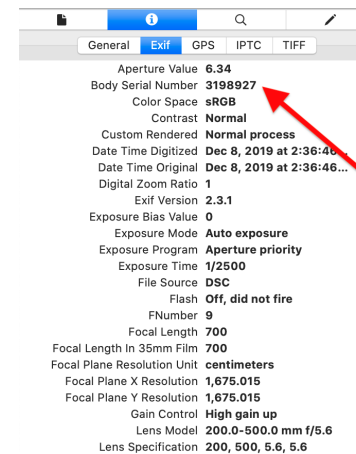 General Exif GPS IPTC TIFF
Aperture Value 6.34
Body Serial Number 3198927
Color Space sRGB
Contrast Normal
Custom Rendered Normal process
Date Time Digitized Dec 8, 2019 at 2:36:46...
Date Time Original Dec 8, 2019 at 2:36:46...
Digital Zoom Ratio 1
Exif Version 2.3.1
Exposure Bias Value 0
Exposure Mode Auto exposure
Exposure Program Aperture priority
Exposure Time 1/2500
File Source DSC
Flash Off, did not fire
FNumber 9
Focal Length 700
Focal Length In 35mm Film 700
Focal Plane Resolution Unit centimeters
Focal Plane X Resolution 1,675.015
Focal Plane Y Resolution 1,675.015
Gain Control High gain up
Lens Model 200.0-500.0 mm f/5.6
Lens Specification 200, 500, 5.6, 5.6